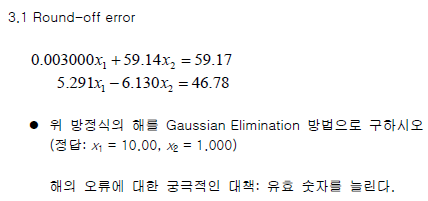 3.1 Round-off error
0.003000x₁ + 59.14x₂ = 59.17
5.291x₁ − 6.130x₂ = 46.78
● 위 방정식의 해를 Gaussian Elimination 방법으로 구하시오
(정답: x₁ = 10.00, x₂ = 1.000)
해의 오류에 대한 궁극적인 대책: 유효 숫자를 늘린다.